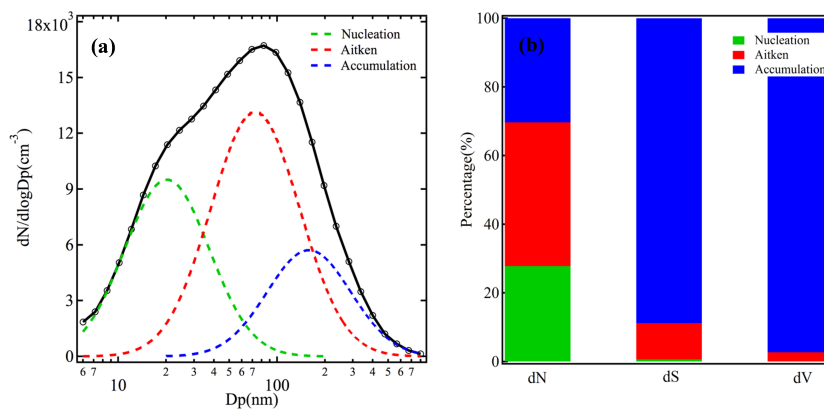 18x10³
(a)
Nucleation
Aitken
Accumulation
15
12
9
6
3
0
dN/dlogDp(cm⁻³)
6 7 2 3 4 5 6 7 2 3 4 5 6 7
10 100
Dp(nm)
100
(b)
Nucleation
Aitken
Accumulation
80
60
40
20
0
Percentage(%)
dN dS dV